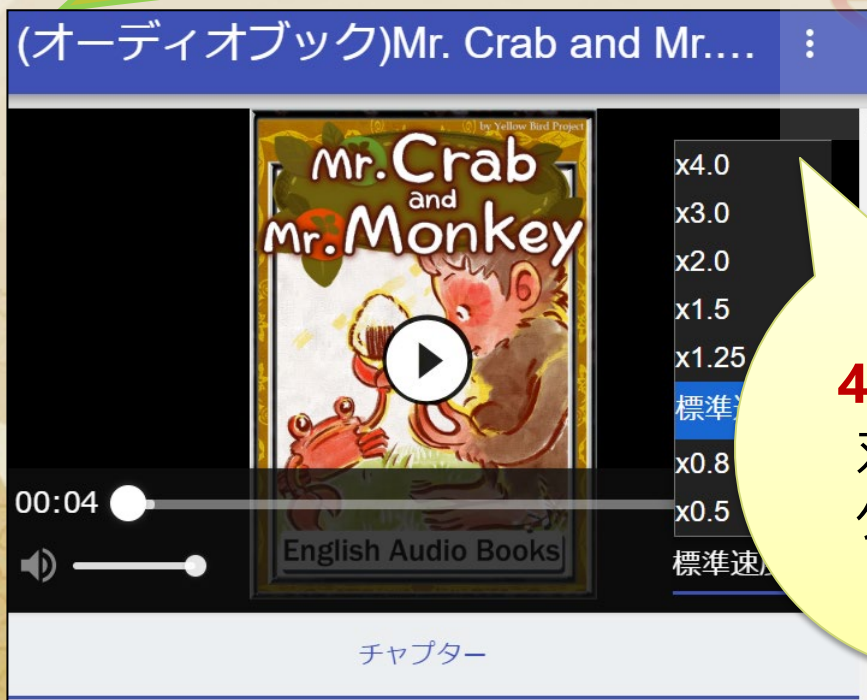 (オーディオブック)Mr. Crab and Mr....
by Yellow Bird Project
Mr.Crab
and
Mr.Monkey
English Audio Books
x4.0
x3.0
x2.0
x1.5
x1.25
標準
x0.8
x0.5
標準速度
00:04
チャプター
4